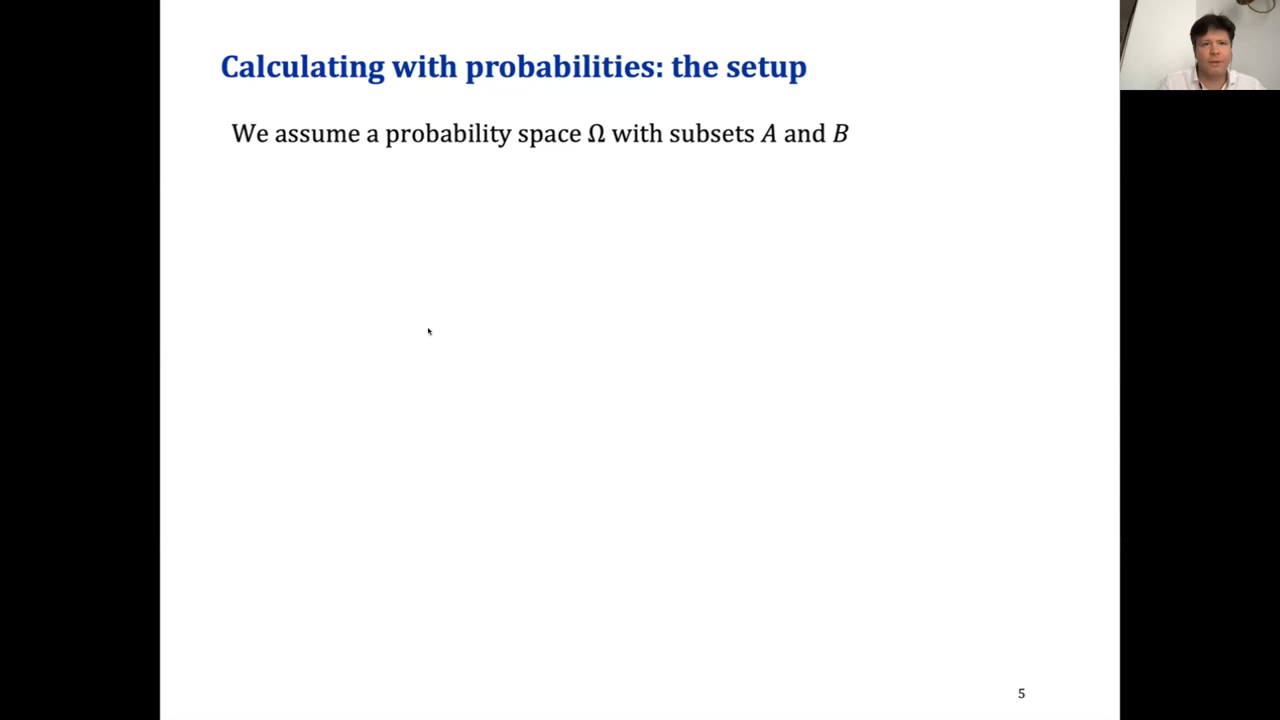 Calculating with probabilities: the setup
We assume a probability space Ω with subsets A and B
5